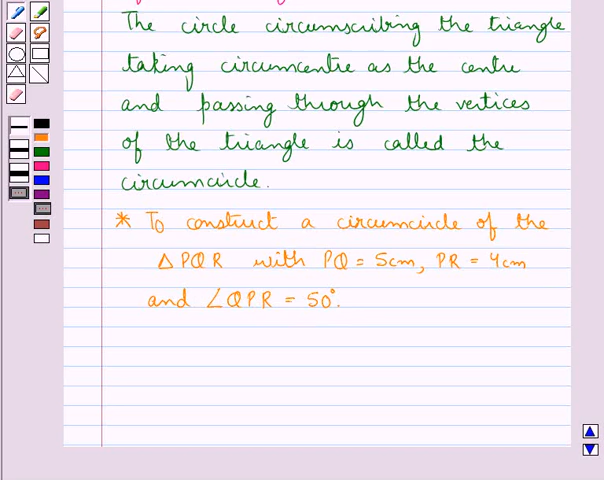 The circle circumscribing the triangle
taking circumcentre as the centre
and passing through the vertices
of the triangle is called the
circumcircle.
* To construct a circumcircle of the
△ PQR with PQ = 5cm, PR = 4cm
and ∠QPR = 50°.